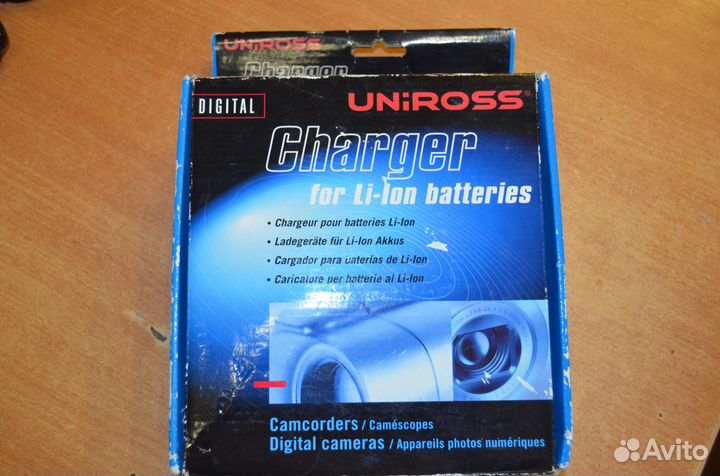 UNiROSS
Charger
DIGITAL
UNiROSS®
Charger
for Li-Ion batteries
• Chargeur pour batteries Li-Ion
• Ladegeräte für Li-Ion Akkus
• Cargador para baterías de Li-Ion
• Caricatore per batterie al Li-Ion
Camcorders / Caméscopes
Digital cameras / Appareils photos numériques
Avito